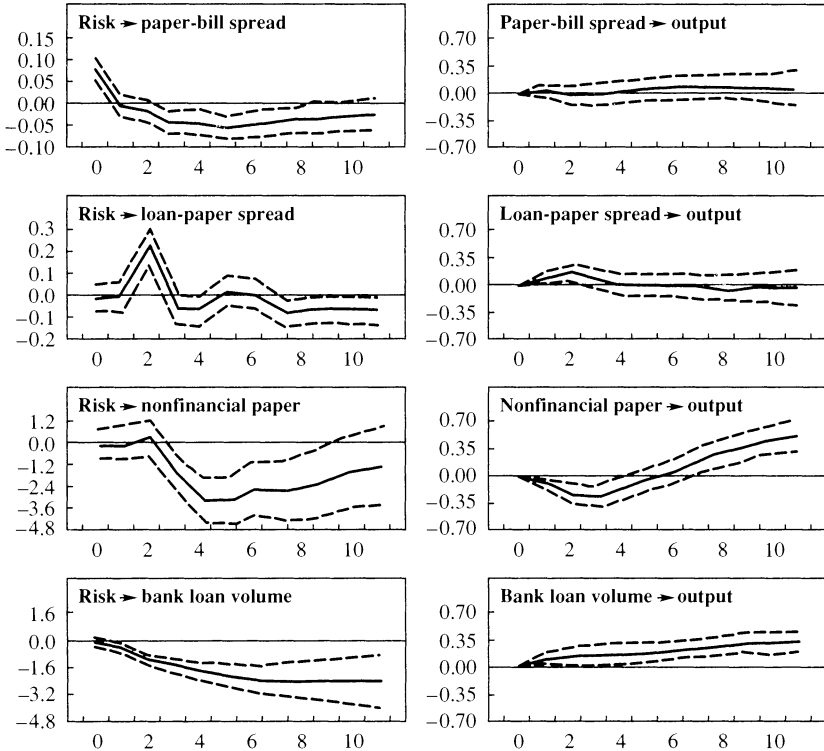 Risk → paper-bill spread
0.15
0.10
0.05
0.00
−0.05
−0.10
0 2 4 6 8 10
Paper-bill spread → output
0.70
0.35
0.00
−0.35
−0.70
0 2 4 6 8 10
Risk → loan-paper spread
0.3
0.2
0.1
0.0
−0.1
−0.2
0 2 4 6 8 10
Loan-paper spread → output
0.70
0.35
0.00
−0.35
−0.70
0 2 4 6 8 10
Risk → nonfinancial paper
1.2
0.0
−1.2
−2.4
−3.6
−4.8
0 2 4 6 8 10
Nonfinancial paper → output
0.70
0.35
0.00
−0.35
−0.70
0 2 4 6 8 10
Risk → bank loan volume
1.6
0.0
−1.6
−3.2
−4.8
0 2 4 6 8 10
Bank loan volume → output
0.70
0.35
0.00
−0.35
−0.70
0 2 4 6 8 10